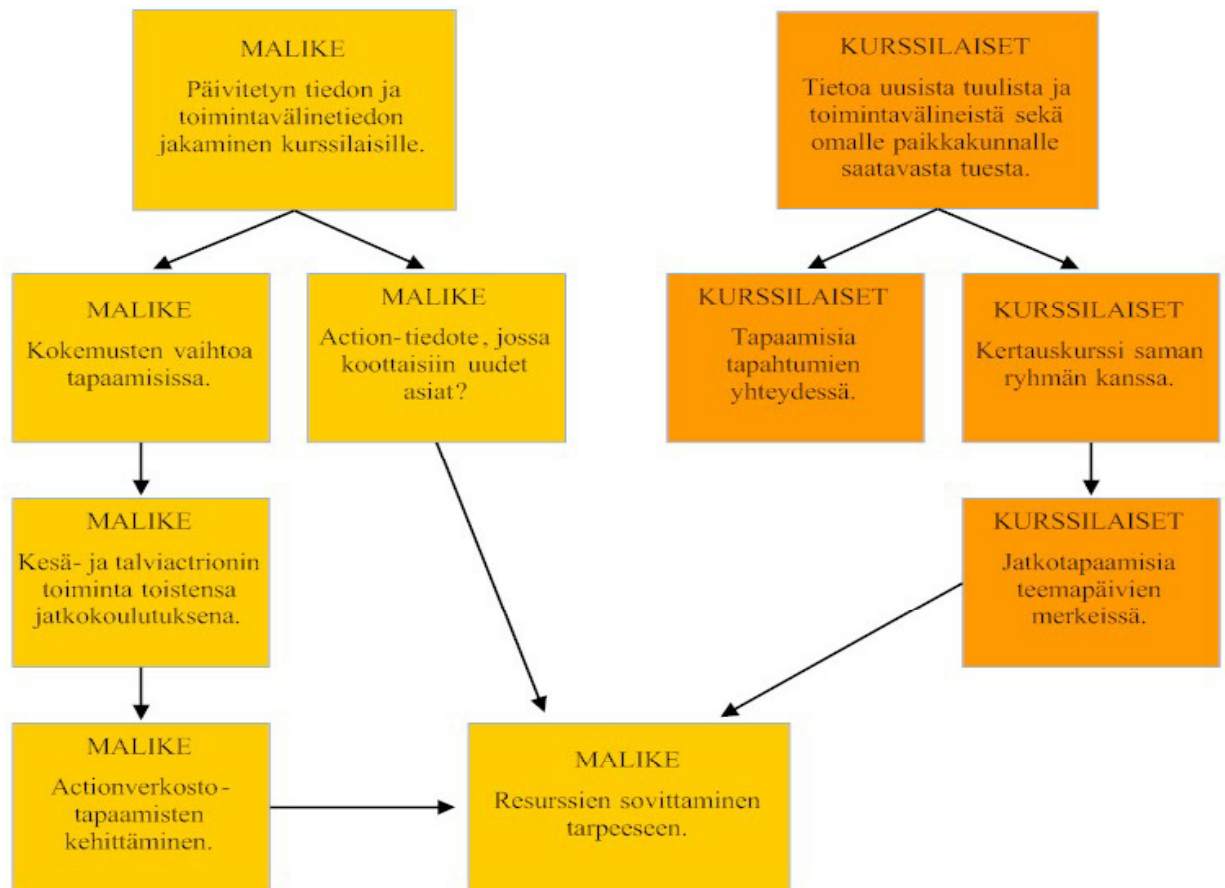 MALIKE
Päivitetyn tiedon ja
toimintavälinetiedon
jakaminen kurssilaisille.
KURSSILAISET
Tietoa uusista tuulista ja
toimintavälineistä sekä
omalle paikkakunnalle
saatavasta tuesta.
MALIKE
Kokemusten vaihtoa
tapaamisissa.
MALIKE
Action-tiedote, jossa
koottaisiin uudet
asiat?
KURSSILAISET
Tapaamisia
tapahtumien
yhteydessä.
KURSSILAISET
Kertauskurssi saman
ryhmän kanssa.
MALIKE
Kesä- ja talviactrionin
toiminta toistensa
jatkokoulutuksena.
KURSSILAISET
Jatkotapaamisia
teemapäivien
merkeissä.
MALIKE
Actionverkosto-
tapaamisten
kehittäminen.
MALIKE
Resurssien sovittaminen
tarpeeseen.